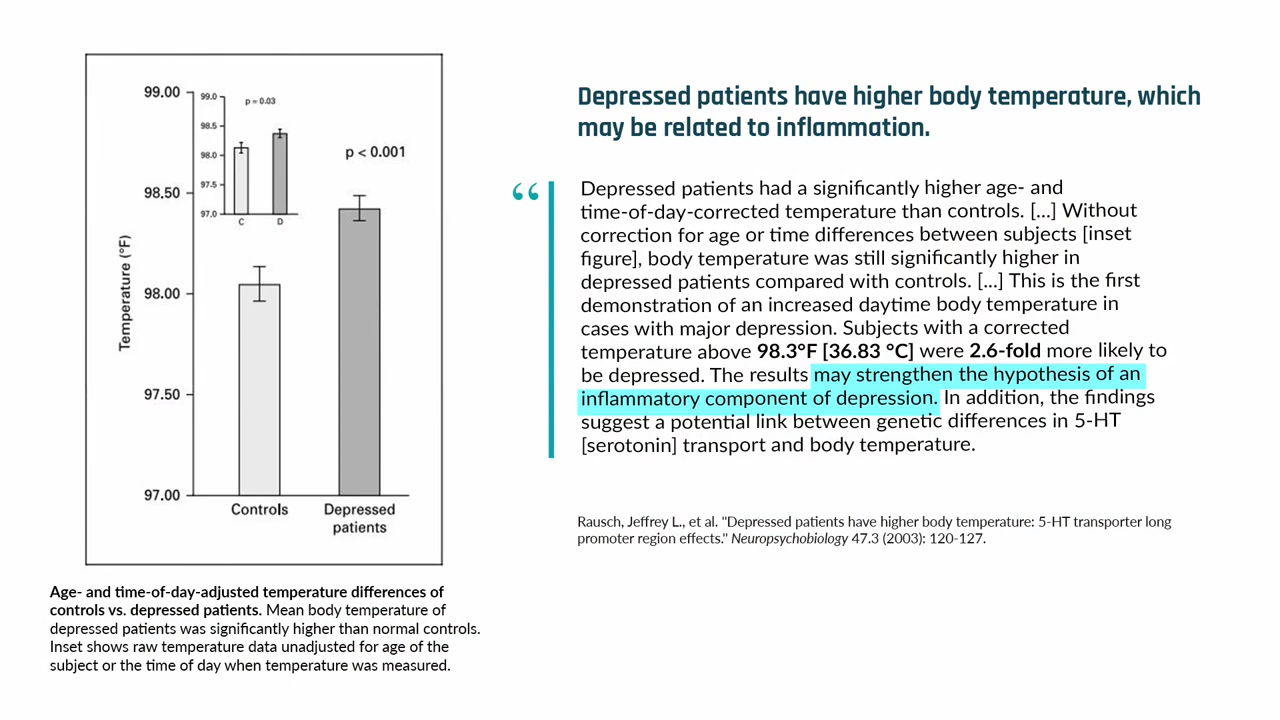 99.00
98.50
98.00
97.50
97.00
Temperature (°F)
99.0
98.5
98.0
97.5
97.0
p = 0.03
C D
p < 0.001
Controls
Depressed
patients
Age- and time-of-day-adjusted temperature differences of
controls vs. depressed patients. Mean body temperature of
depressed patients was significantly higher than normal controls.
Inset shows raw temperature data unadjusted for age of the
subject or the time of day when temperature was measured.
Depressed patients have higher body temperature, which
may be related to inflammation.
“
Depressed patients had a significantly higher age- and
time-of-day-corrected temperature than controls. [...] Without
correction for age or time differences between subjects [inset
figure], body temperature was still significantly higher in
depressed patients compared with controls. [...] This is the first
demonstration of an increased daytime body temperature in
cases with major depression. Subjects with a corrected
temperature above 98.3°F [36.83 °C] were 2.6-fold more likely to
be depressed. The results may strengthen the hypothesis of an
inflammatory component of depression. In addition, the findings
suggest a potential link between genetic differences in 5-HT
[serotonin] transport and body temperature.
Rausch, Jeffrey L., et al. "Depressed patients have higher body temperature: 5-HT transporter long
promoter region effects." Neuropsychobiology 47.3 (2003): 120-127.